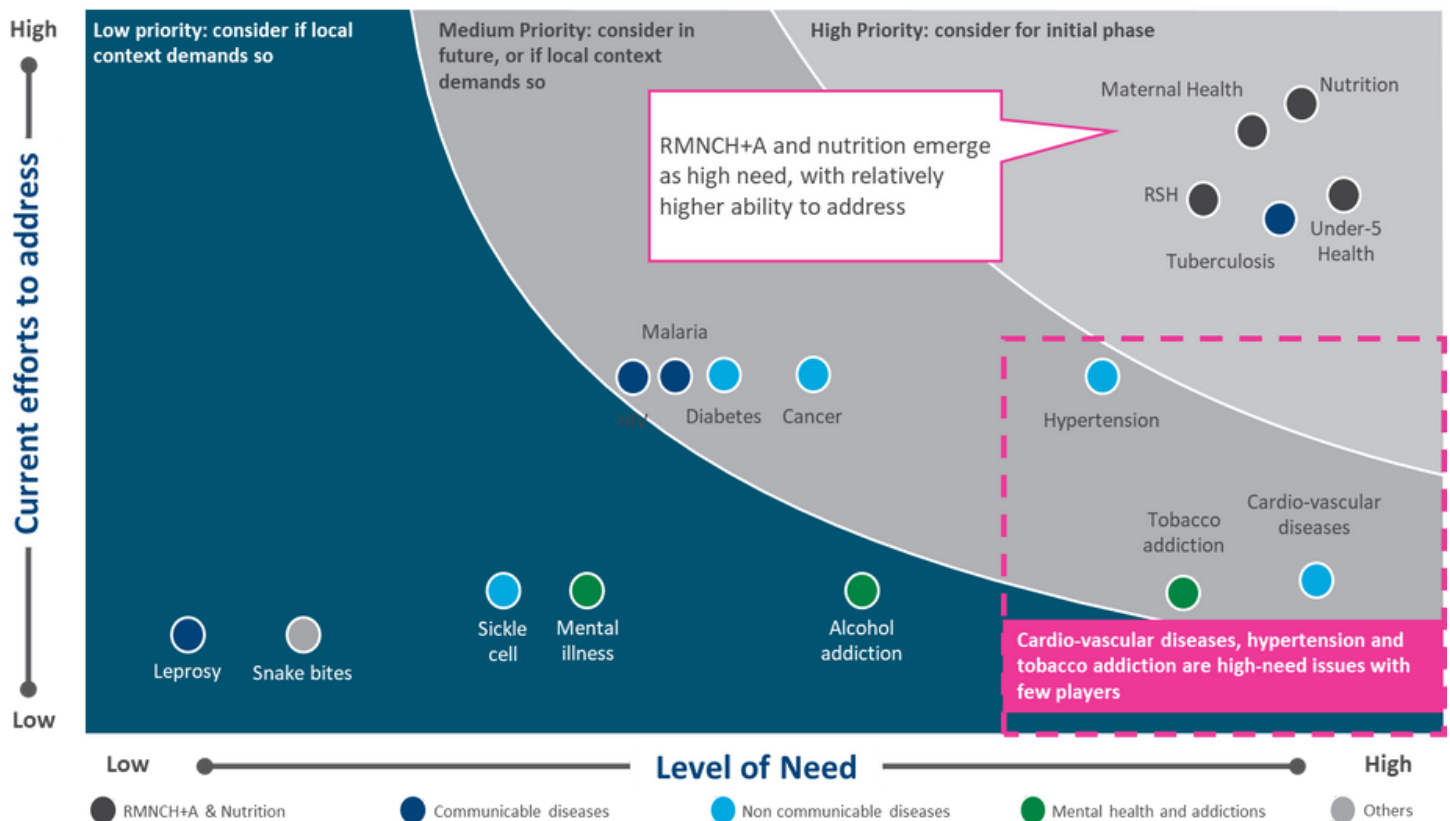 High
Current efforts to address
Low
Low priority: consider if local
context demands so
Medium Priority: consider in
future, or if local context
demands so
High Priority: consider for initial phase
RMNCH+A and nutrition emerge
as high need, with relatively
higher ability to address
Maternal Health
Nutrition
RSH
Tuberculosis
Under-5
Health
Malaria
HIV
Diabetes
Cancer
Hypertension
Tobacco
addiction
Cardio-vascular
diseases
Leprosy
Snake bites
Sickle
cell
Mental
illness
Alcohol
addiction
Cardio-vascular diseases, hypertension and
tobacco addiction are high-need issues with
few players
Low
Level of Need
High
RMNCH+A & Nutrition
Communicable diseases
Non communicable diseases
Mental health and addictions
Others